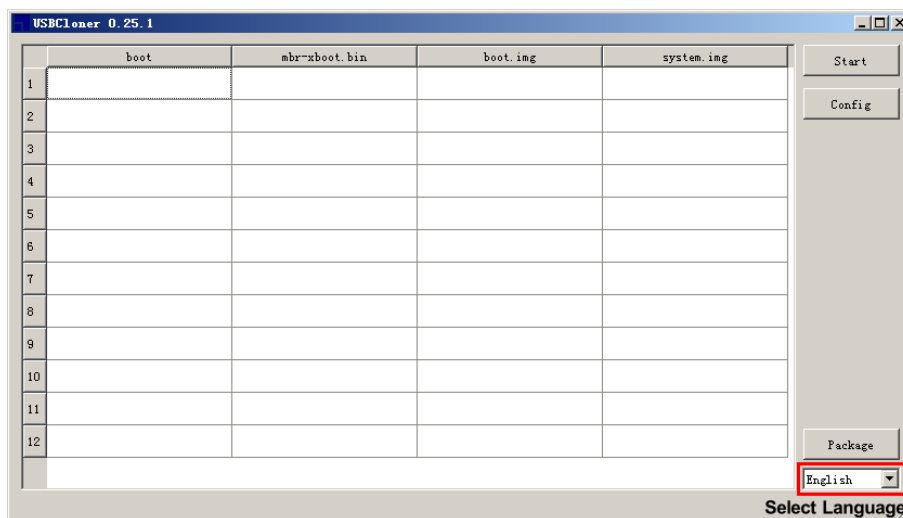 USBCloner 0.25.1
boot mbr-xboot.bin boot.img system.img
Start
1
Config
2
3
4
5
6
7
8
9
10
11
12
Package
English
Select Language